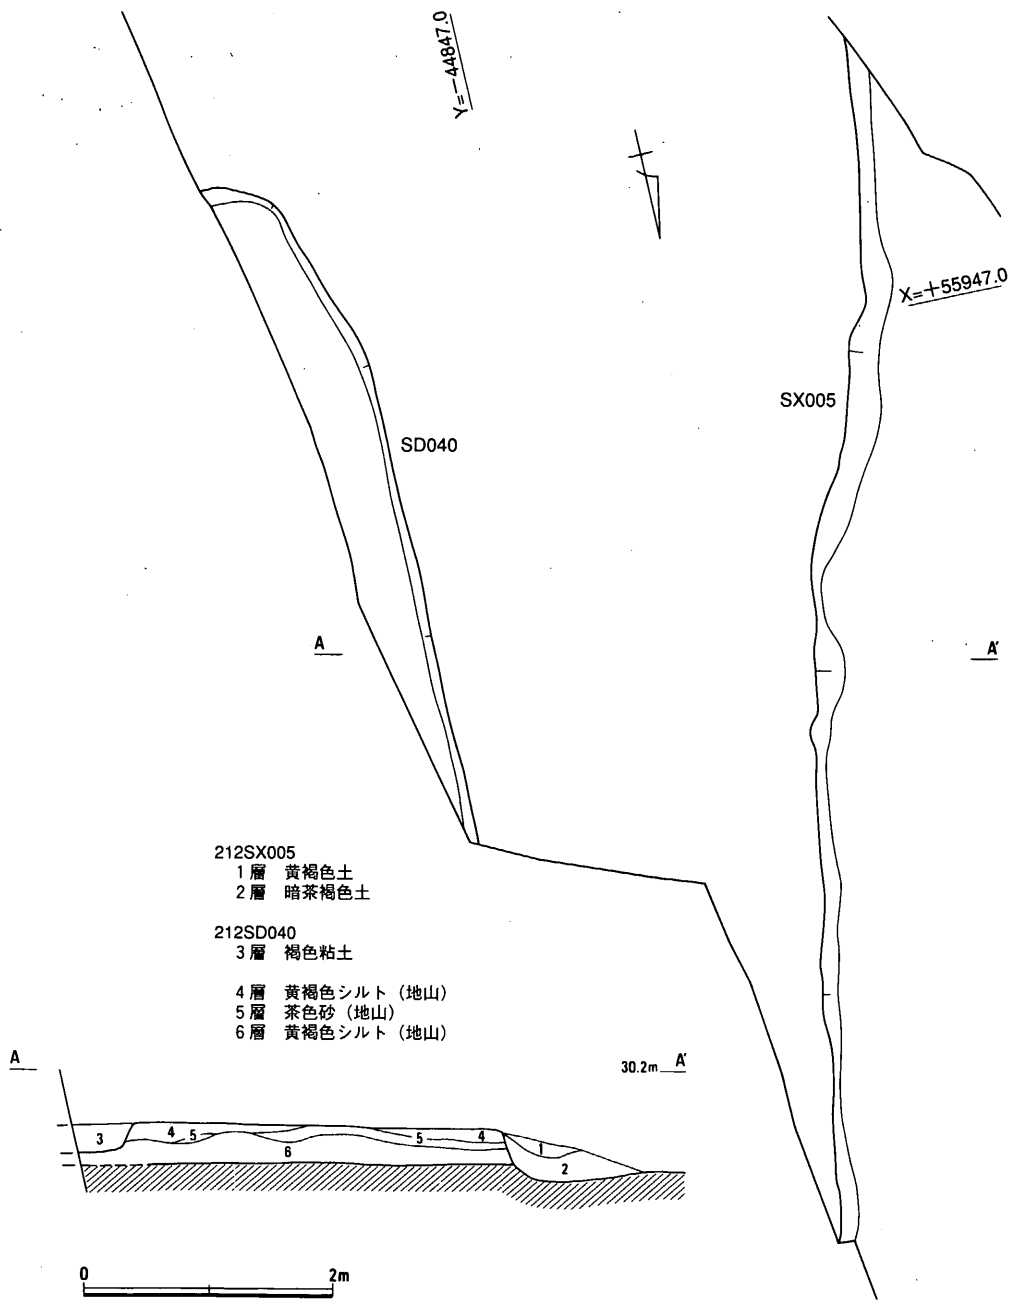 Y=−44847.0
X=+55947.0
SX005
SD040
A
A′
212SX005
1層　黄褐色土
2層　暗茶褐色土
212SD040
3層　褐色粘土
4層　黄褐色シルト（地山）
5層　茶色砂（地山）
6層　黄褐色シルト（地山）
A
30.2m A′
3 4 5 5 4 1
6 2
0 2m